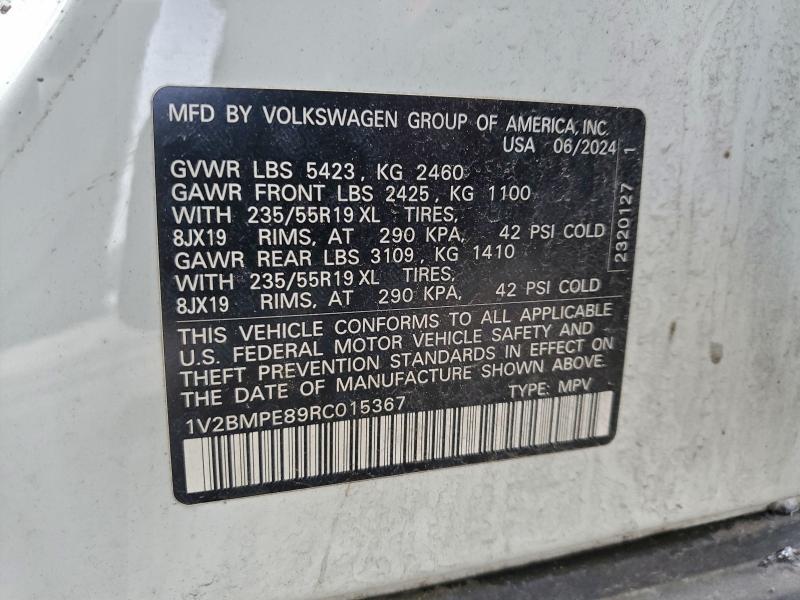 MFD BY VOLKSWAGEN GROUP OF AMERICA, INC.
USA 06/2024
GVWR LBS 5423, KG 2460
GAWR FRONT LBS 2425, KG 1100
WITH 235/55R19 XL TIRES,
8JX19 RIMS, AT 290 KPA, 42 PSI COLD
GAWR REAR LBS 3109, KG 1410
WITH 235/55R19 XL TIRES,
8JX19 RIMS, AT 290 KPA, 42 PSI COLD
2320127 1
THIS VEHICLE CONFORMS TO ALL APPLICABLE
U.S. FEDERAL MOTOR VEHICLE SAFETY AND
THEFT PREVENTION STANDARDS IN EFFECT ON
THE DATE OF MANUFACTURE SHOWN ABOVE.
1V2BMPE89RC015367 TYPE: MPV